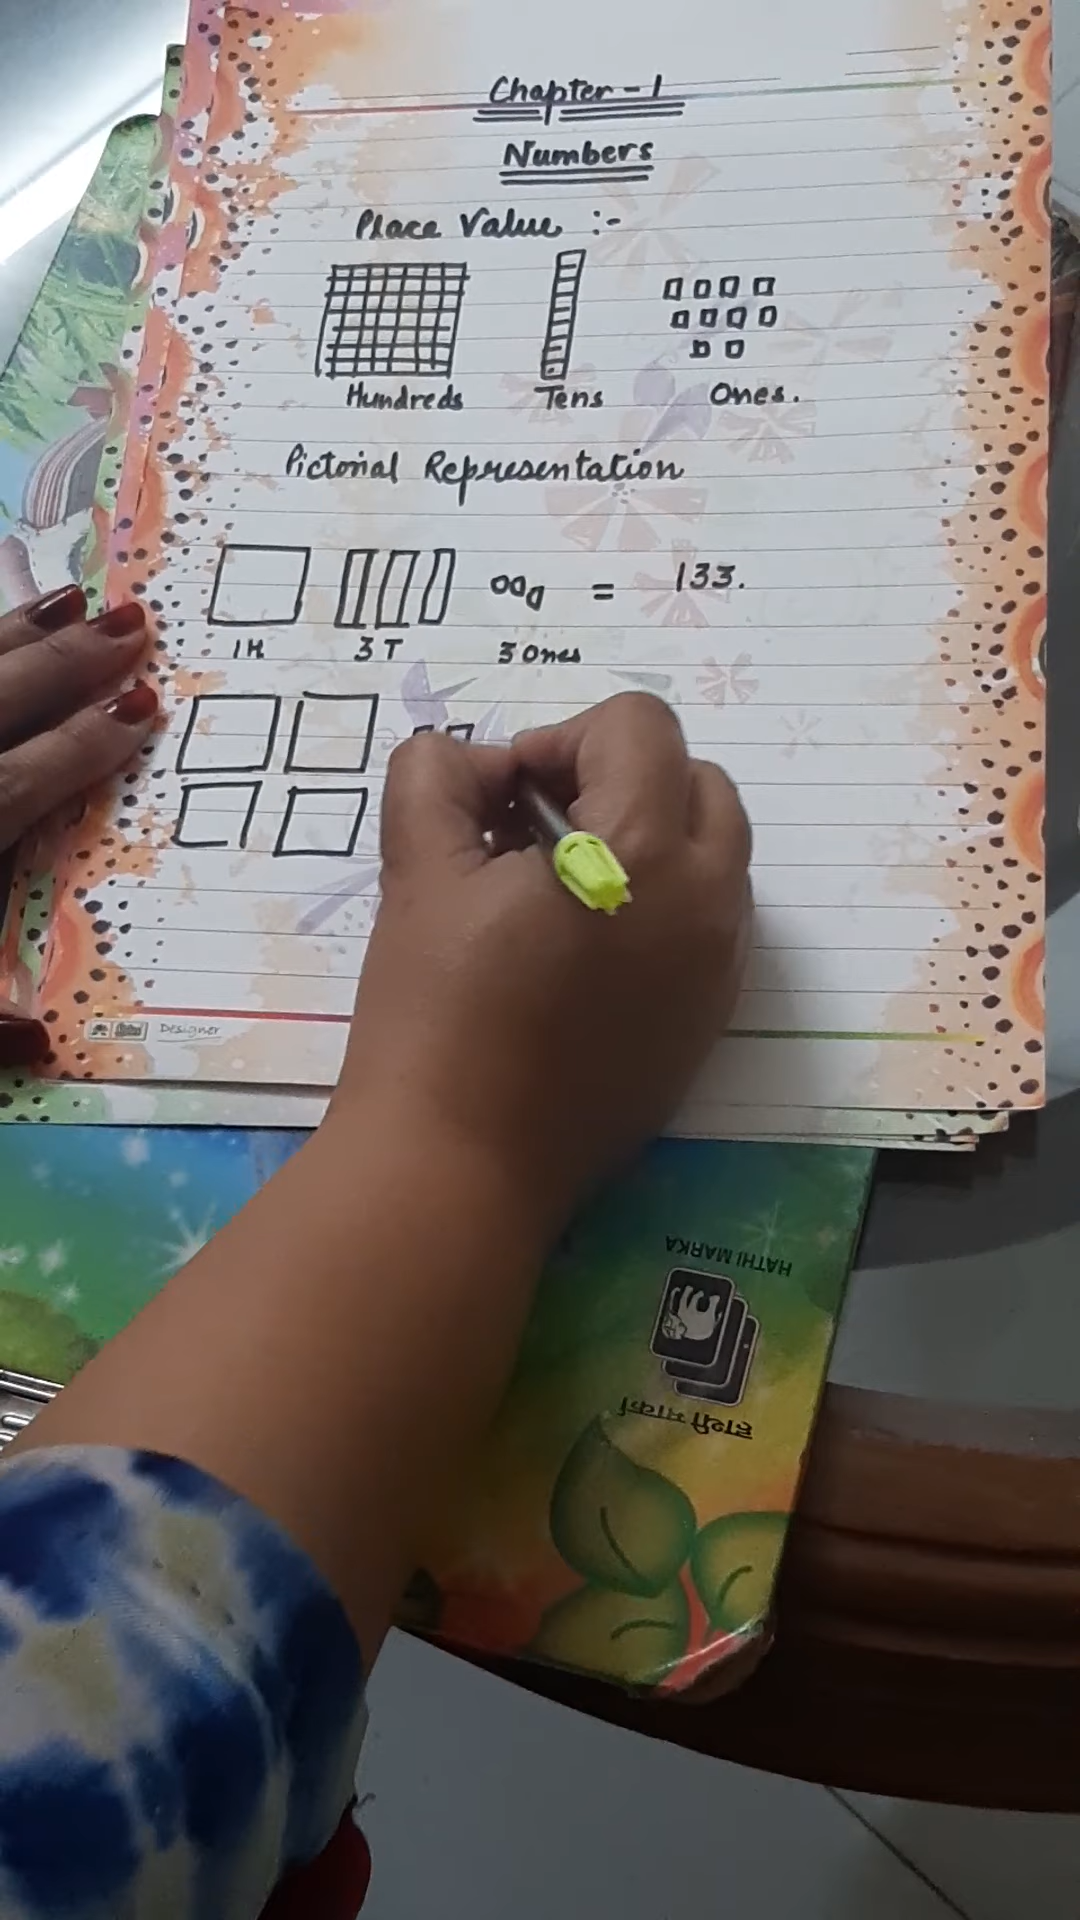 Chapter - 1
Numbers
Place Value :-
Hundreds Tens Ones.
Pictorial Representation
= 133.
1H 3T 3 Ones
Designer
HATHI MARKA
हाथी मार्का